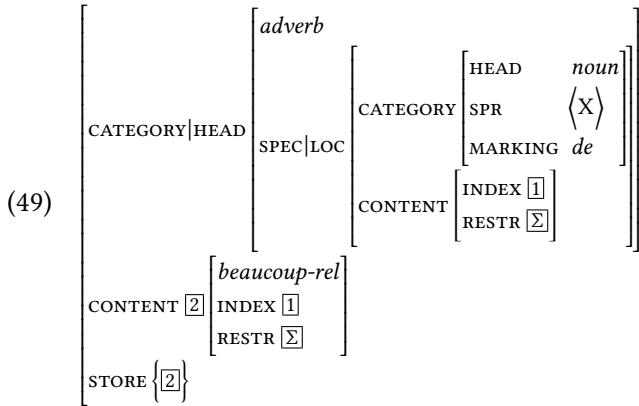 adverb
HEAD noun
CATEGORY SPR ⟨X⟩
CATEGORY|HEAD SPEC|LOC MARKING de
(49) CONTENT INDEX 1
RESTR Σ
beaucoup-rel
CONTENT 2 INDEX 1
RESTR Σ
STORE {2}